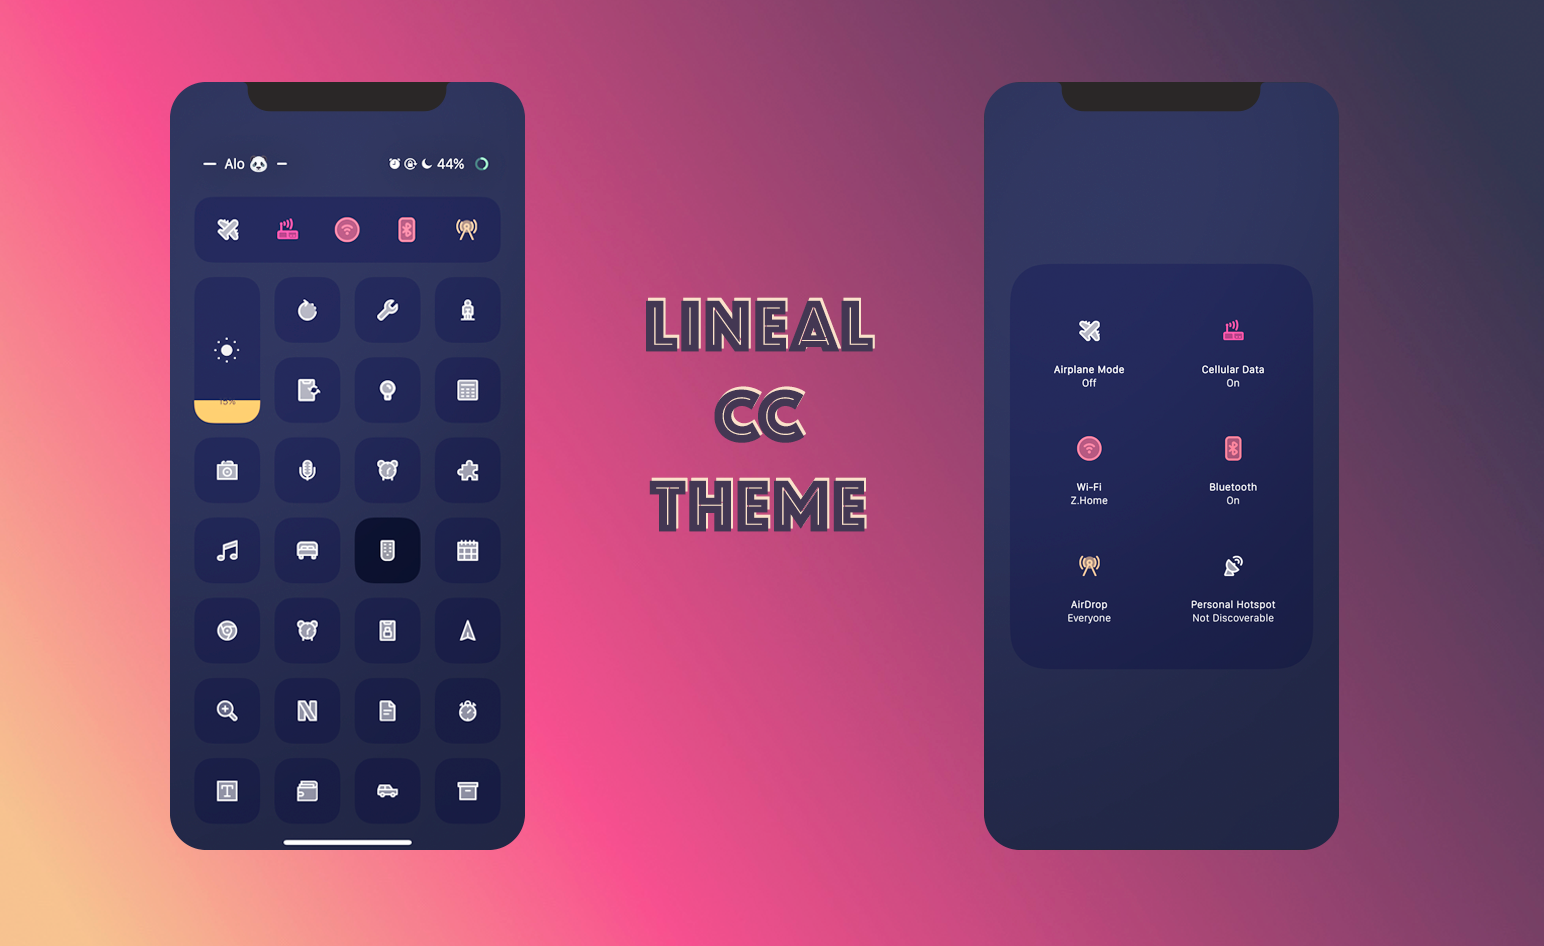 Alo 🐼
44%
15%
LINEAL
CC
THEME
Airplane Mode
Off
Cellular Data
On
Wi-Fi
Z.Home
Bluetooth
On
AirDrop
Everyone
Personal Hotspot
Not Discoverable